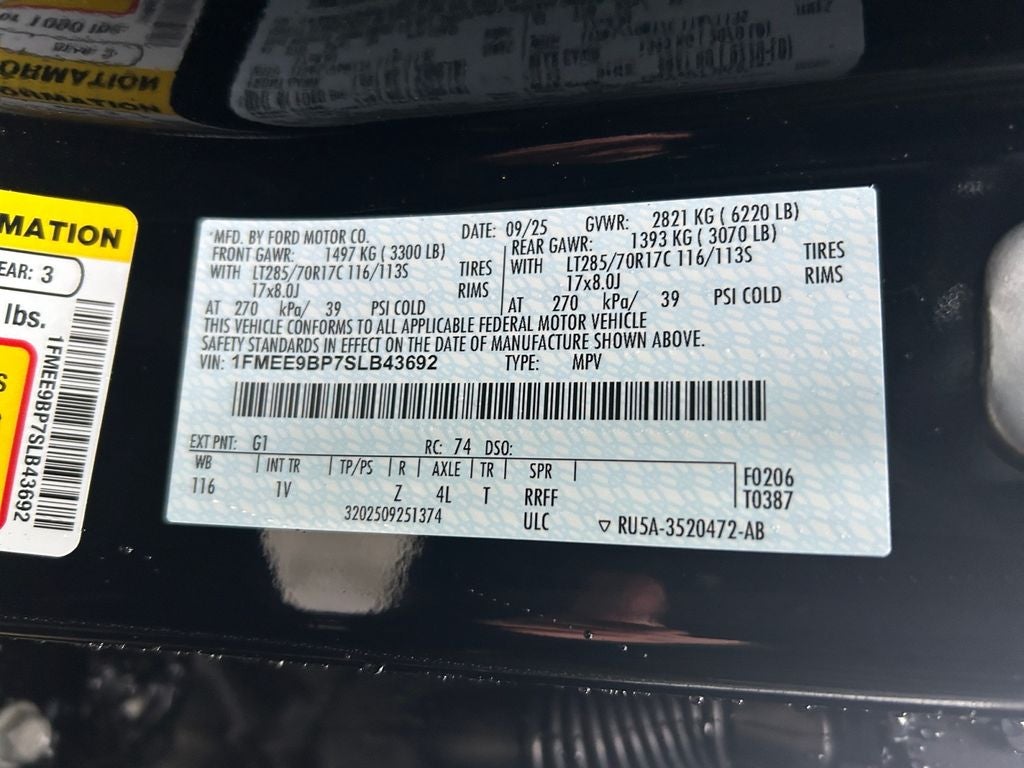 MATION
EAR: 3
lbs.
1FMEE9BP7SLB43692
MFD. BY FORD MOTOR CO. DATE: 09/25 GVWR: 2821 KG ( 6220 LB)
FRONT GAWR: 1497 KG ( 3300 LB) REAR GAWR: 1393 KG ( 3070 LB)
WITH LT285/70R17C 116/113S TIRES WITH LT285/70R17C 116/113S TIRES
17x8.0J RIMS 17x8.0J RIMS
AT 270 kPa/ 39 PSI COLD AT 270 kPa/ 39 PSI COLD
THIS VEHICLE CONFORMS TO ALL APPLICABLE FEDERAL MOTOR VEHICLE
SAFETY STANDARDS IN EFFECT ON THE DATE OF MANUFACTURE SHOWN ABOVE.
VIN: 1FMEE9BP7SLB43692 TYPE: MPV
EXT PNT: G1 RC: 74 DSO:
WB INT TR TP/PS R AXLE TR SPR F0206
116 1V Z 4L T RRFF T0387
3202509251374 ULC ▽ RU5A-3520472-AB